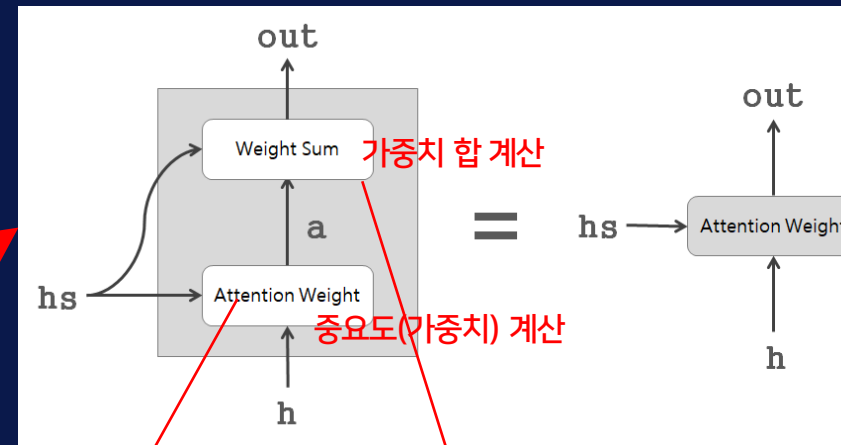 out
Weight Sum 가중치 합 계산
a
hs
Attention Weight
중요도(가중치) 계산
h
=
out
hs
Attention Weight
h